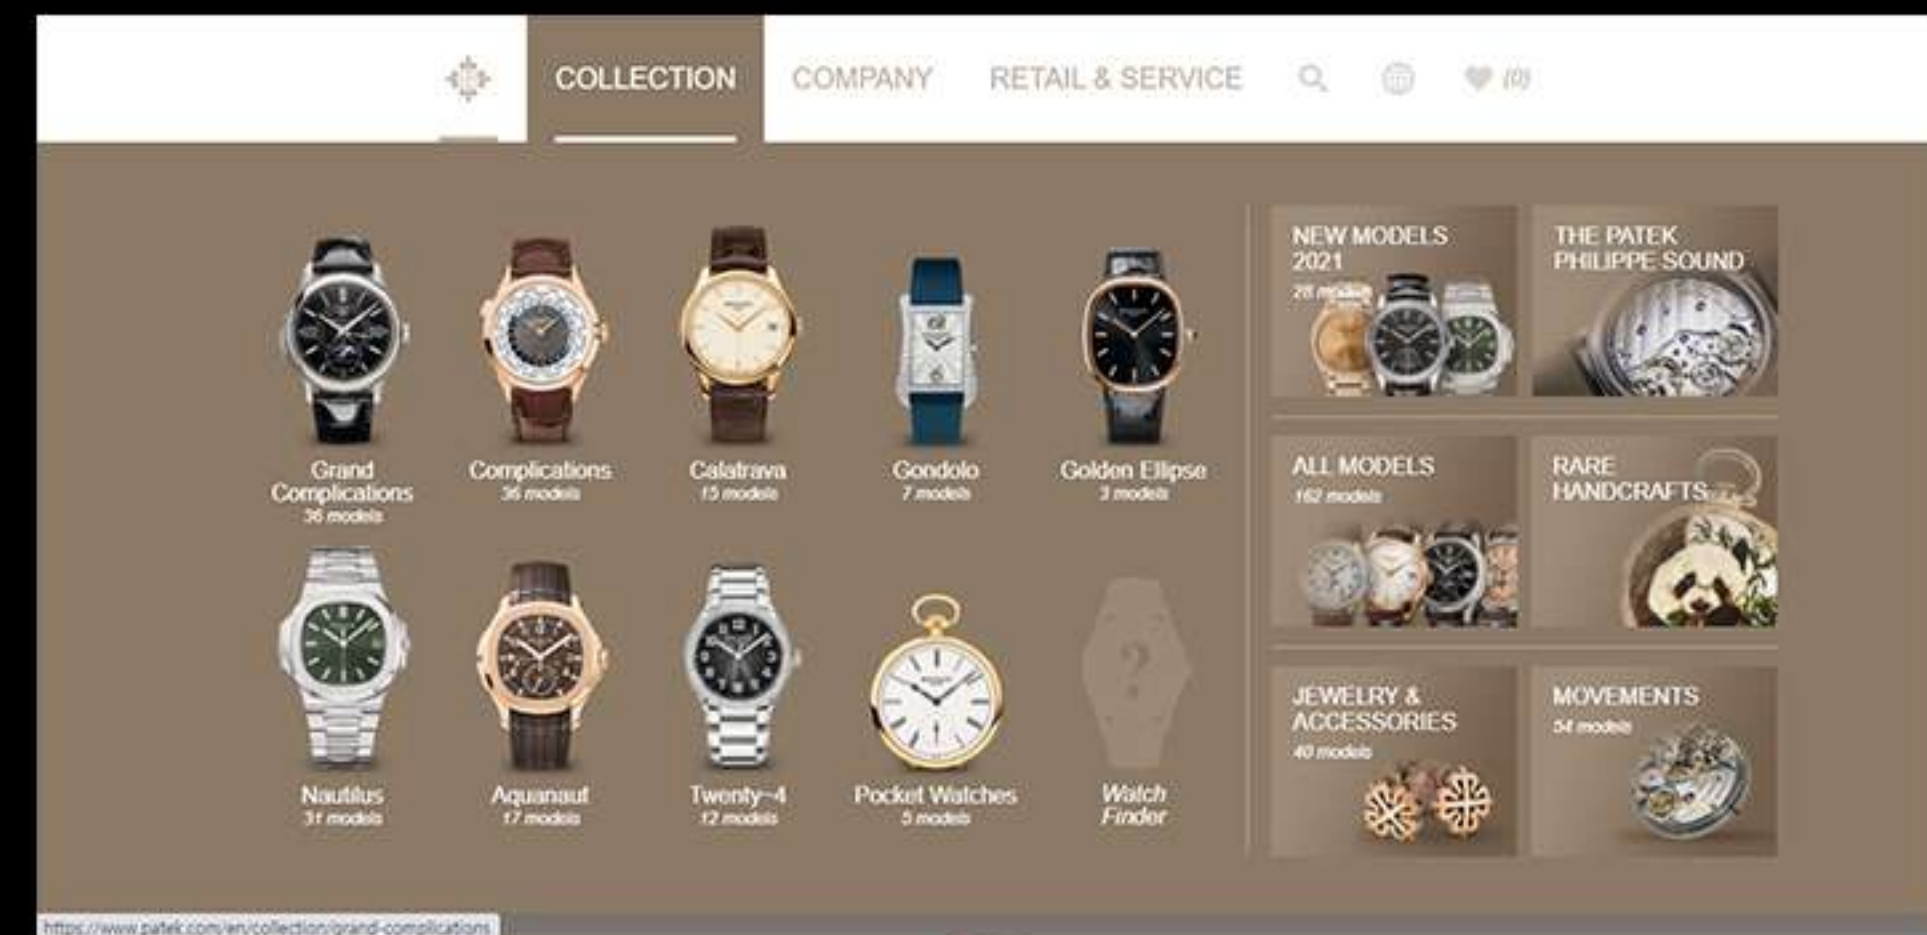 COLLECTION
COMPANY
RETAIL & SERVICE
(0)
Grand
Complications
36 models
Complications
36 models
Calatrava
15 models
Gondolo
7 models
Golden Ellipse
3 models
Nautilus
31 models
Aquanaut
17 models
Twenty~4
12 models
Pocket Watches
5 models
Watch
Finder
NEW MODELS
2021
28 models
THE PATEK
PHILIPPE SOUND
ALL MODELS
162 models
RARE
HANDCRAFTS
JEWELRY &
ACCESSORIES
40 models
MOVEMENTS
54 models
https://www.patek.com/en/collection/grand-complications